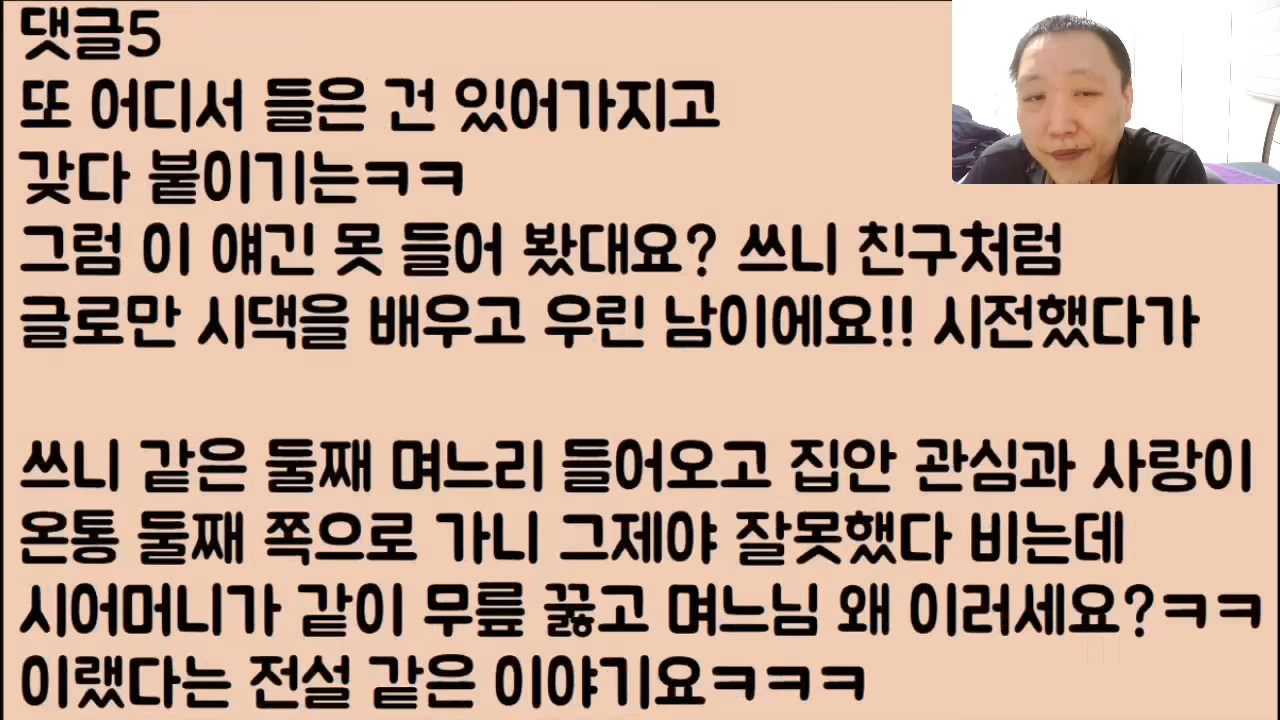 댓글5
또 어디서 들은 건 있어가지고
갖다 붙이기는ㅋㅋ
그럼 이 얘긴 못 들어 봤대요? 쓰니 친구처럼
글로만 시댁을 배우고 우린 남이에요!! 시전했다가
쓰니 같은 둘째 며느리 들어오고 집안 관심과 사랑이
온통 둘째 쪽으로 가니 그제야 잘못했다 비는데
시어머니가 같이 무릎 꿇고 며느님 왜 이러세요?ㅋㅋ
이랬다는 전설 같은 이야기요ㅋㅋㅋ